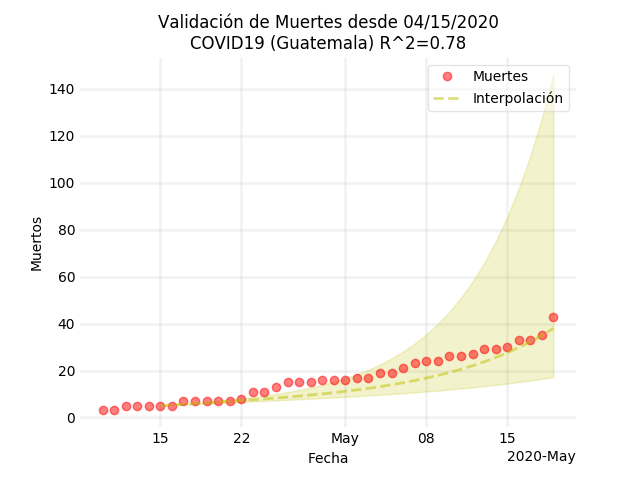 Validación de Muertes desde 04/15/2020
COVID19 (Guatemala) R^2=0.78
Muertes
Interpolación
140
120
100
80
60
40
20
0
Muertos
15
22
May
08
15
Fecha
2020-May